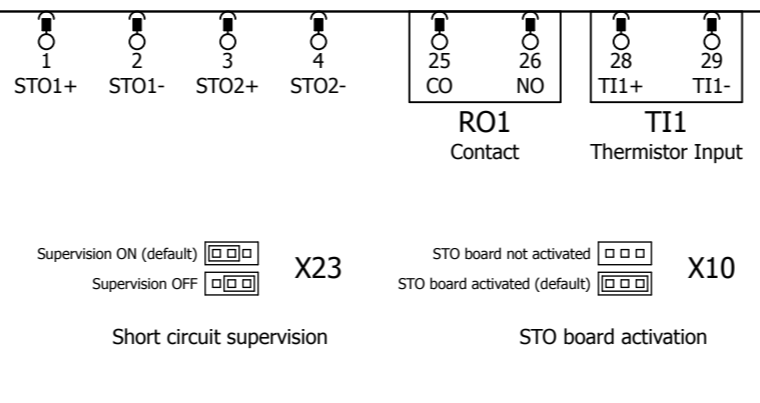 1 2 3 4 25 26 28 29
STO1+ STO1- STO2+ STO2- CO NO TI1+ TI1-
RO1 TI1
Contact Thermistor Input
Supervision ON (default) STO board not activated
X23 X10
Supervision OFF STO board activated (default)
Short circuit supervision STO board activation